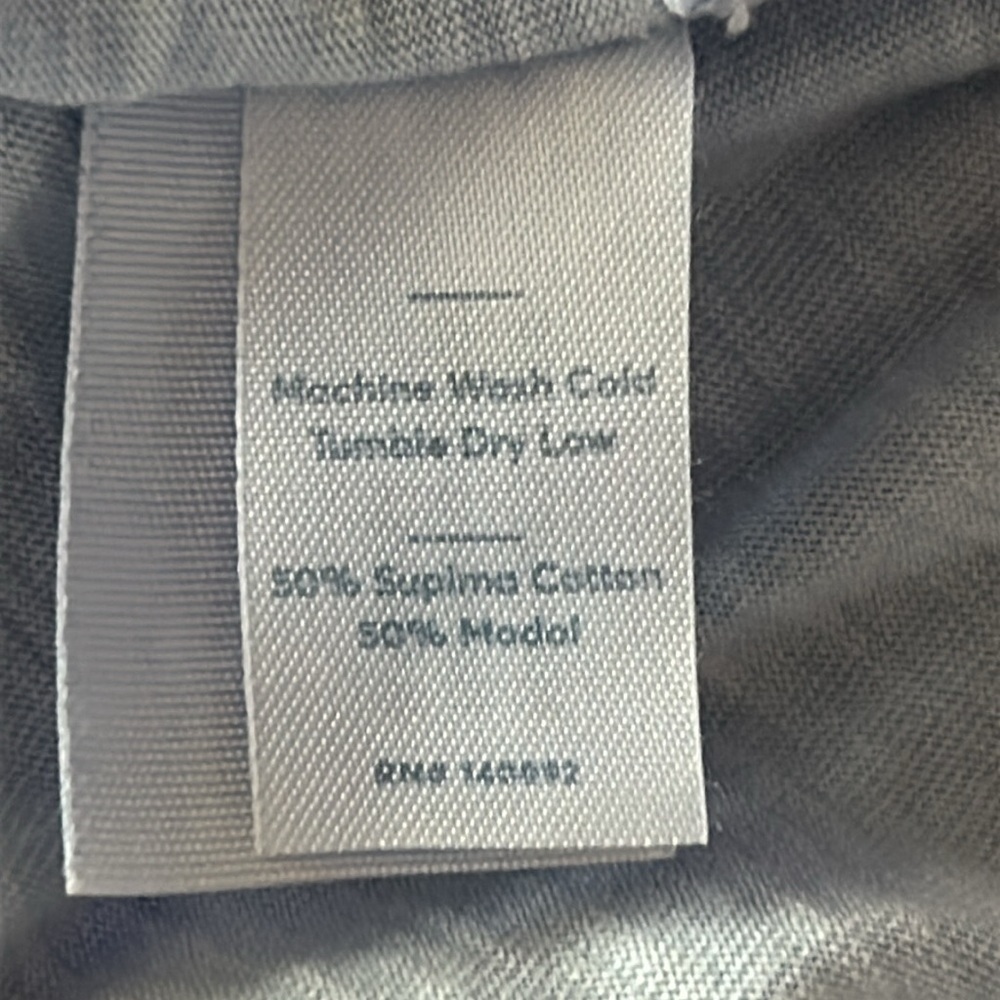 Machine Wash Cold
Tumble Dry Low
50% Supima Cotton
50% Modal
RN#